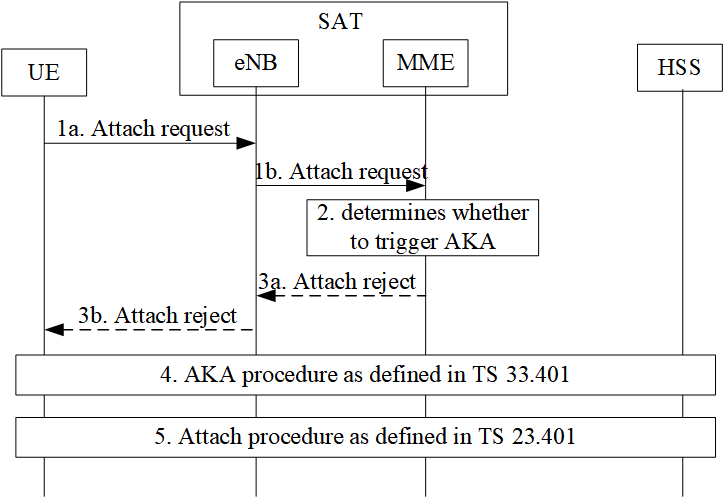 SAT
UE
eNB
MME
HSS
1a. Attach request
1b. Attach request
2. determines whether
to trigger AKA
3a. Attach reject
3b. Attach reject
4. AKA procedure as defined in TS 33.401
5. Attach procedure as defined in TS 23.401